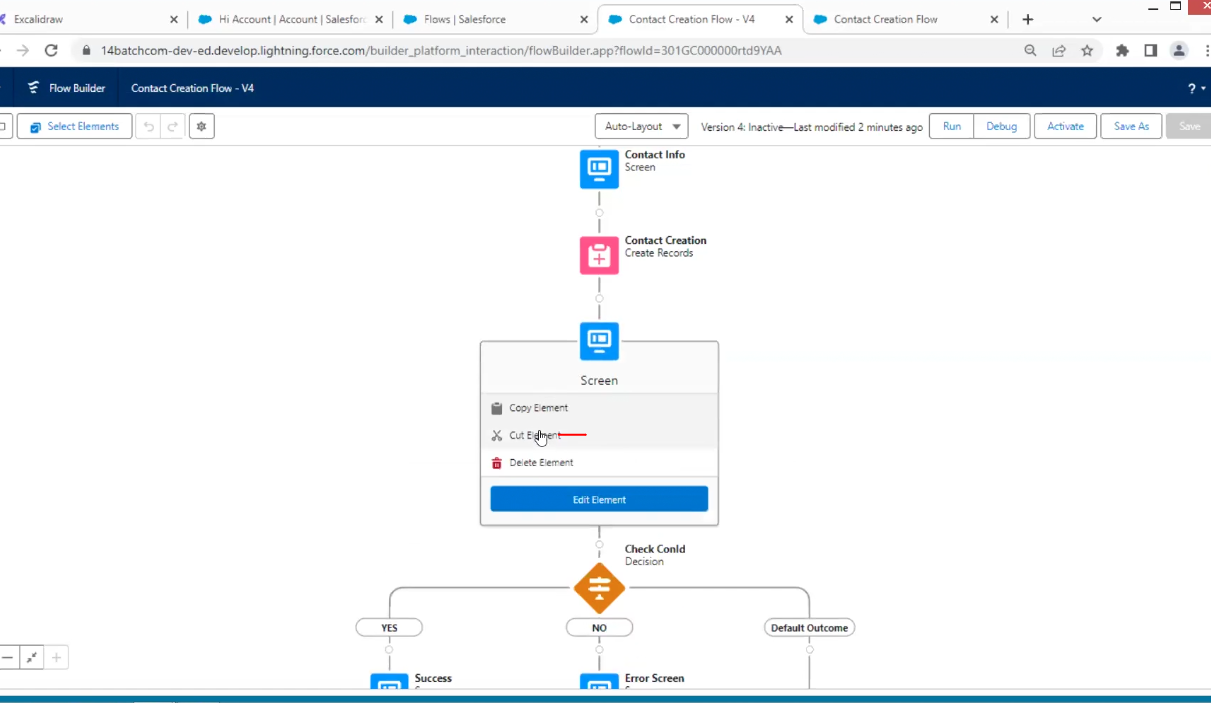 Excalidraw
Hi Account | Account | Salesforc
Flows | Salesforce
Contact Creation Flow - V4
Contact Creation Flow
14batchcom-dev-ed.develop.lightning.force.com/builder_platform_interaction/flowBuilder.app?flowId=301GC000000rtd9YAA
Flow Builder
Contact Creation Flow - V4
?
Select Elements
Auto-Layout
Version 4: Inactive—Last modified 2 minutes ago
Run
Debug
Activate
Save As
Save
Contact Info
Screen
Contact Creation
Create Records
Screen
Copy Element
Cut Element
Delete Element
Edit Element
Check ConId
Decision
YES
NO
Default Outcome
Success
Error Screen